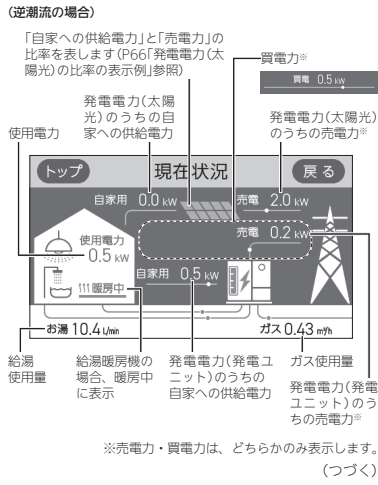 (逆潮流の場合)
「自家への供給電力」と「売電力」の
比率を表します(P66「発電電力(太
陽光)の比率の表示例」参照)
買電力※
買電 0.5 kW
発電電力(太陽
光)のうちの自
家への供給電力
発電電力(太陽光)
のうちの売電力※
使用電力
トップ 現在状況 戻る
自家用 0.0 kW 売電 2.0 kW
売電 0.2 kW
使用電力
0.5 kW
自家用 0.5 kW
暖房中
お湯 10.4 L/min ガス 0.43 m³/h
給湯
使用量
給湯暖房機の
場合、暖房中
に表示
発電電力(発電ユ
ニット)のうちの
自家への供給電力
ガス使用量
発電電力(発電
ユニット)のう
ちの売電力※
※売電力・買電力は、どちらかのみ表示します。
(つづく)